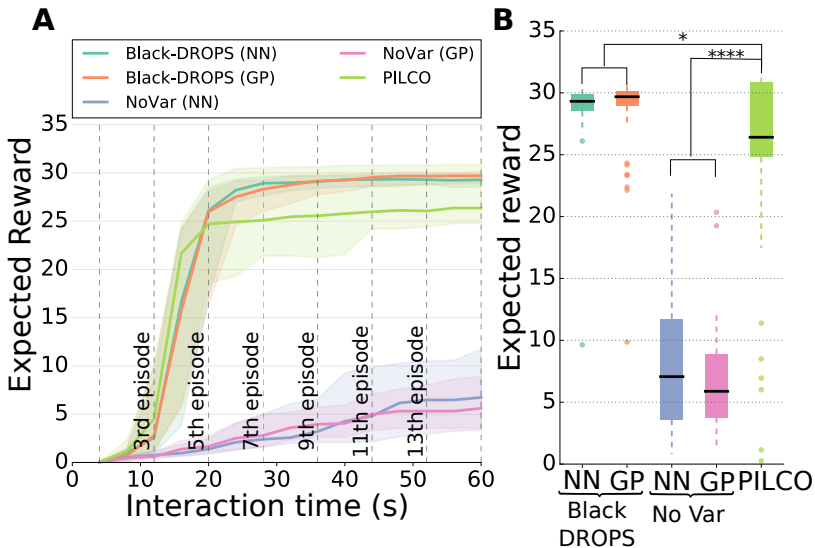 A
Black-DROPS (NN)
Black-DROPS (GP)
NoVar (NN)
NoVar (GP)
PILCO
Expected Reward
35
30
25
20
15
10
5
0
3rd episode
5th episode
7th episode
9th episode
11th episode
13th episode
0 10 20 30 40 50 60
Interaction time (s)
B
* 
****
Expected reward
35
30
25
20
15
10
5
0
NN GP NN GP PILCO
Black
DROPS
No Var